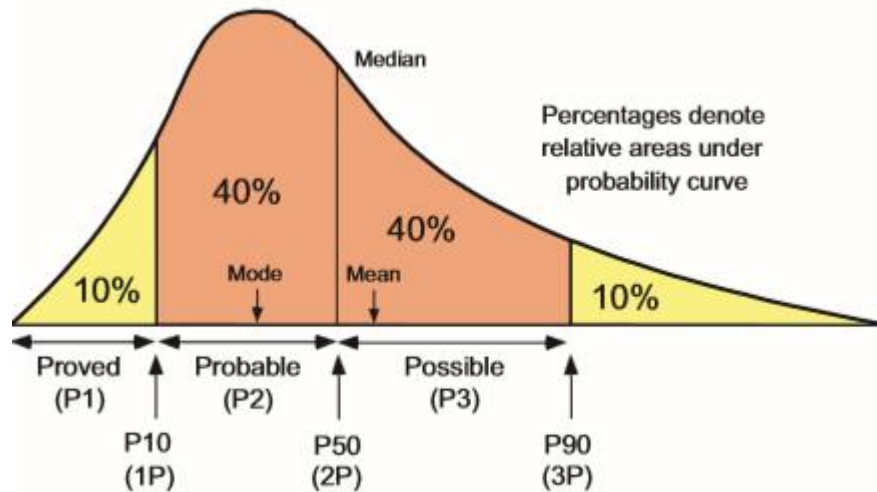 Median
Percentages denote
relative areas under
probability curve
40%
40%
Mode
Mean
10%
10%
Proved
(P1)
Probable
(P2)
Possible
(P3)
P10
(1P)
P50
(2P)
P90
(3P)